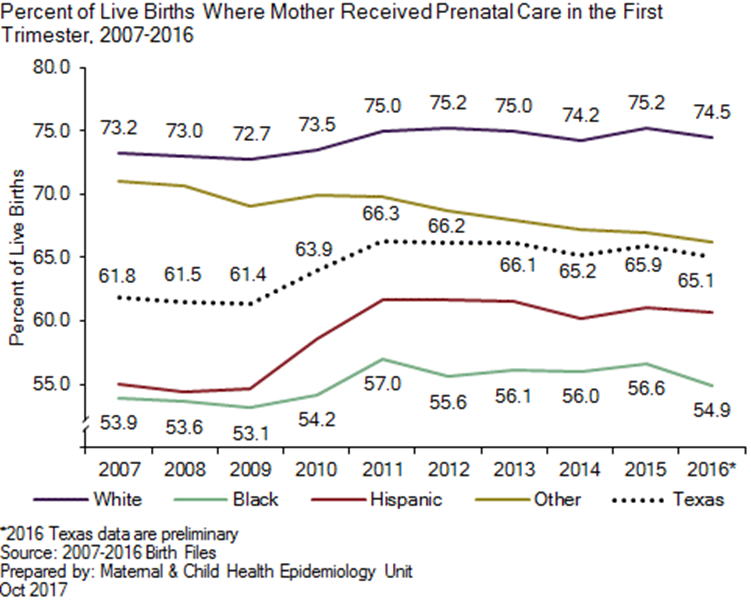 Percent of Live Births Where Mother Received Prenatal Care in the First
Trimester, 2007-2016
Percent of Live Births
80.0
75.0
70.0
65.0
60.0
55.0
73.2 73.0 72.7 73.5 75.0 75.2 75.0 74.2 75.2 74.5
61.8 61.5 61.4 63.9 66.3 66.2 66.1 65.2 65.9 65.1
53.9 53.6 53.1 54.2 57.0 55.6 56.1 56.0 56.6 54.9
2007 2008 2009 2010 2011 2012 2013 2014 2015 2016*
White Black Hispanic Other Texas
*2016 Texas data are preliminary
Source: 2007-2016 Birth Files
Prepared by: Maternal & Child Health Epidemiology Unit
Oct 2017